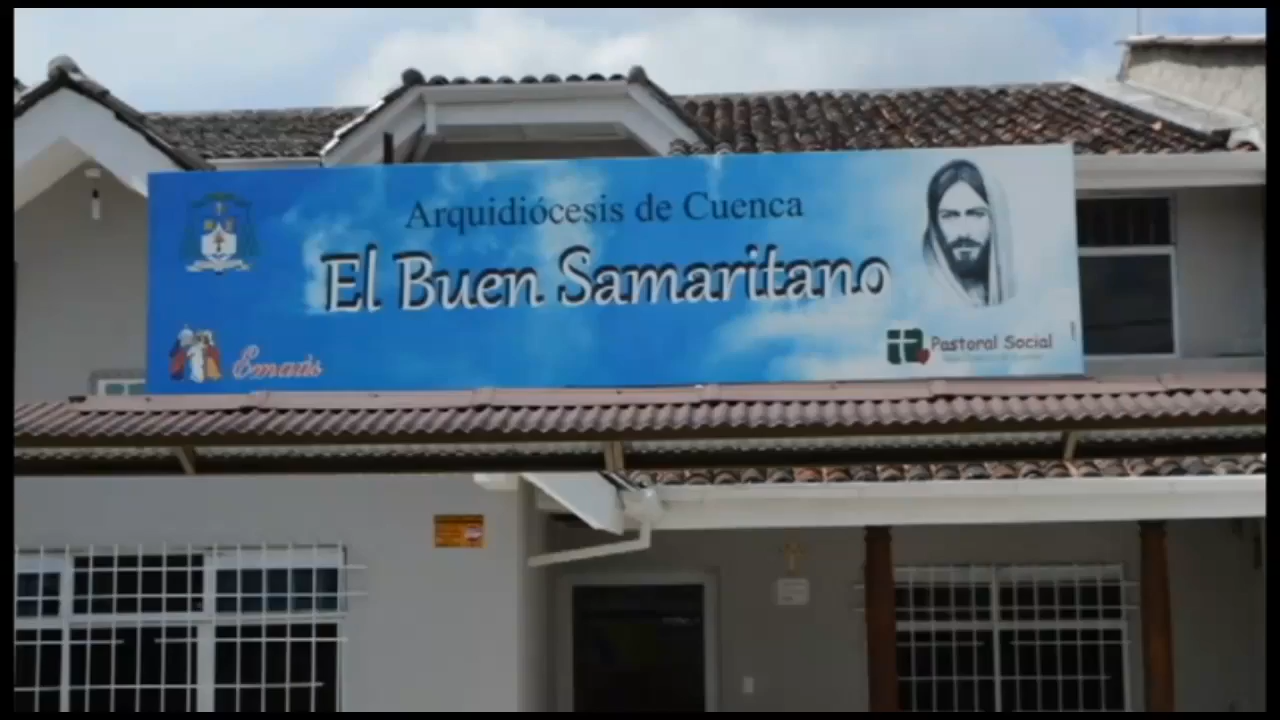 Arquidiócesis de Cuenca
El Buen Samaritano
Emaús
Pastoral Social